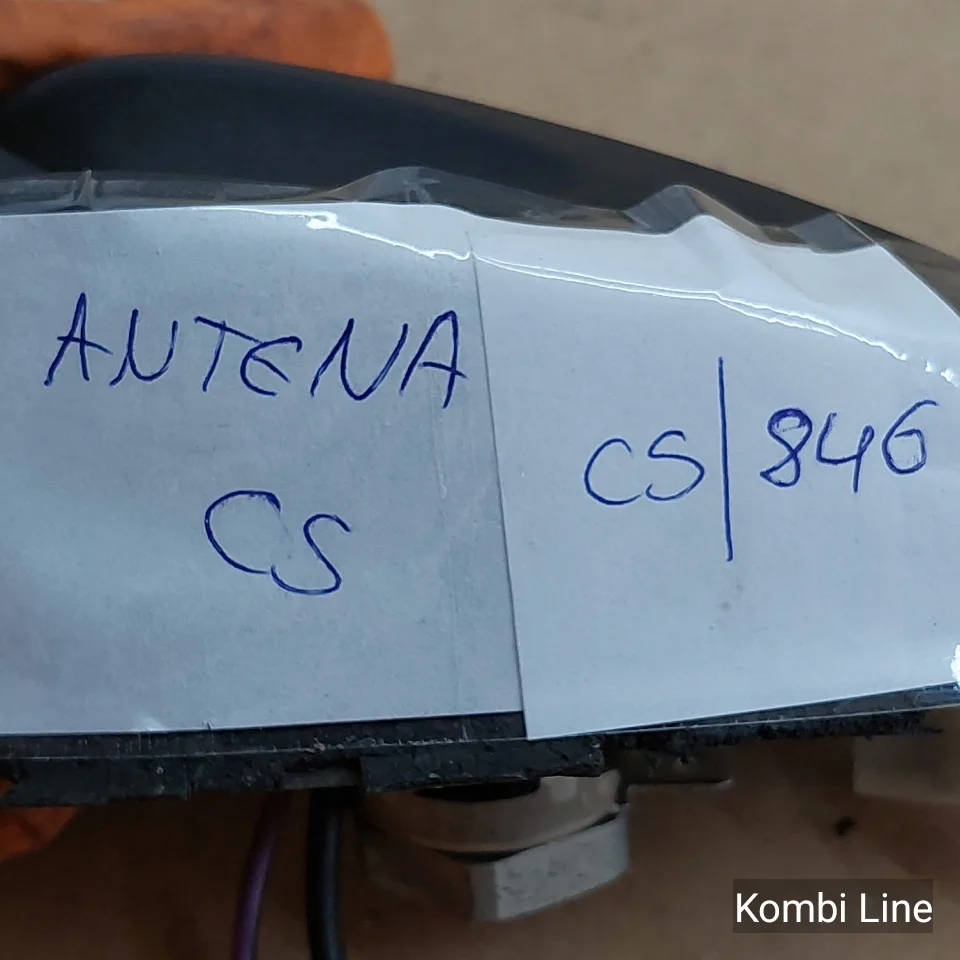 ANTENA
CS
CS/846
Kombi Line